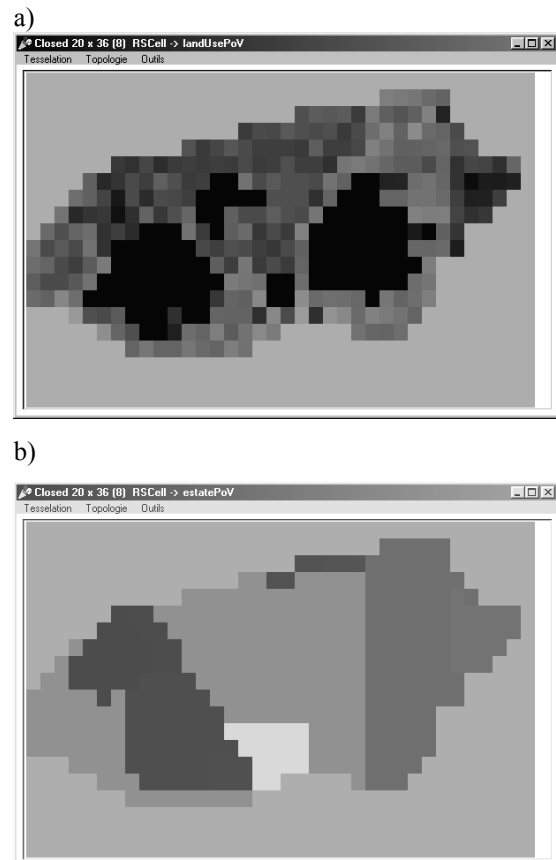 a)
Closed 20 x 36 (8) RSCell -> landUsePoV
Tesselation Topologie Outils
b)
Closed 20 x 36 (8) RSCell -> estatePoV
Tesselation Topologie Outils